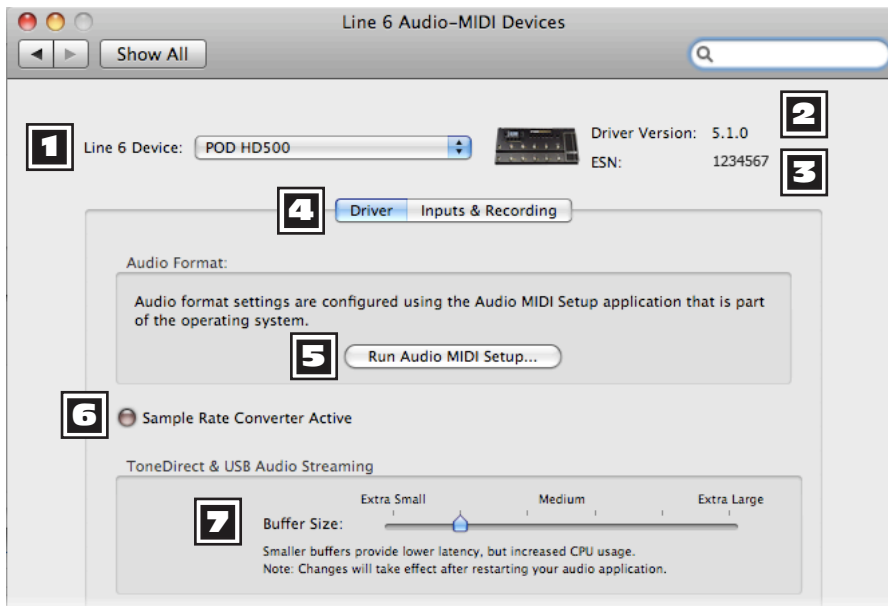 Line 6 Audio-MIDI Devices
Show All
1
Line 6 Device:
POD HD500
Driver Version: 5.1.0
2
ESN: 1234567
3
4
Driver
Inputs & Recording
Audio Format:
Audio format settings are configured using the Audio MIDI Setup application that is part
of the operating system.
5
Run Audio MIDI Setup...
6
Sample Rate Converter Active
ToneDirect & USB Audio Streaming
7
Extra Small
Medium
Extra Large
Buffer Size:
Smaller buffers provide lower latency, but increased CPU usage.
Note: Changes will take effect after restarting your audio application.